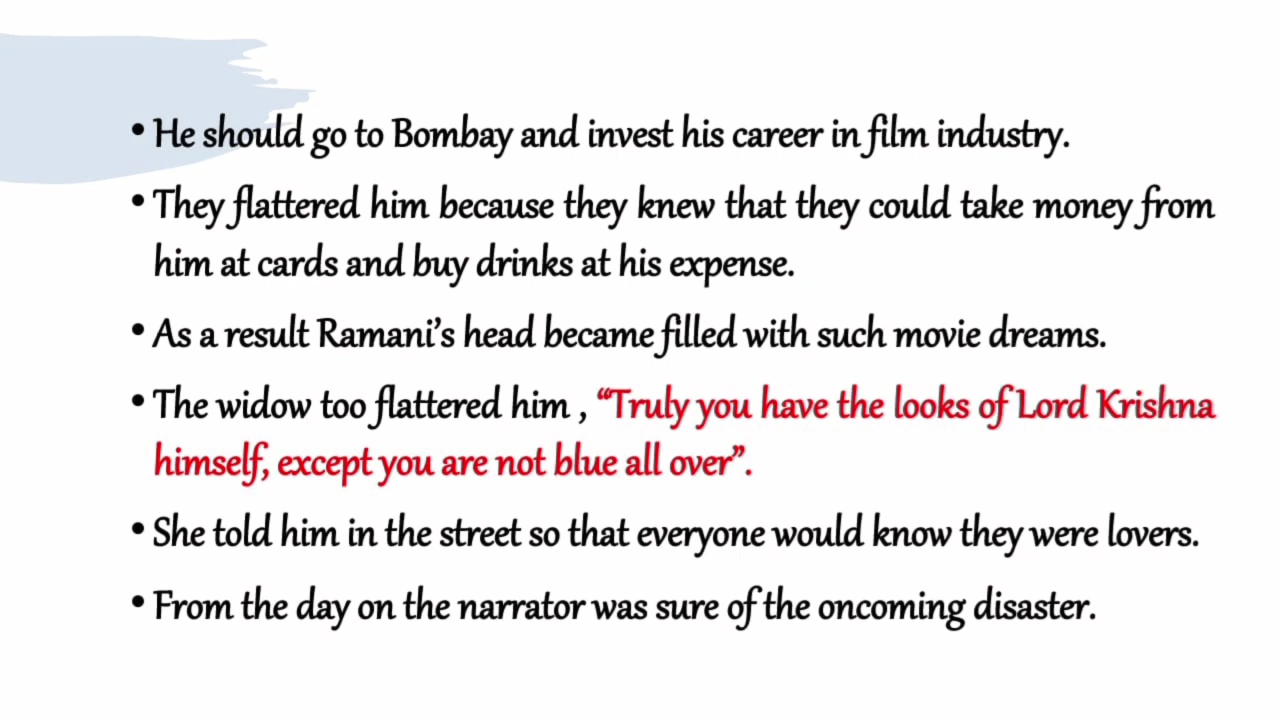 • He should go to Bombay and invest his career in film industry.
• They flattered him because they knew that they could take money from
him at cards and buy drinks at his expense.
• As a result Ramani’s head became filled with such movie dreams.
• The widow too flattered him , “Truly you have the looks of Lord Krishna
himself, except you are not blue all over”.
• She told him in the street so that everyone would know they were lovers.
• From the day on the narrator was sure of the oncoming disaster.